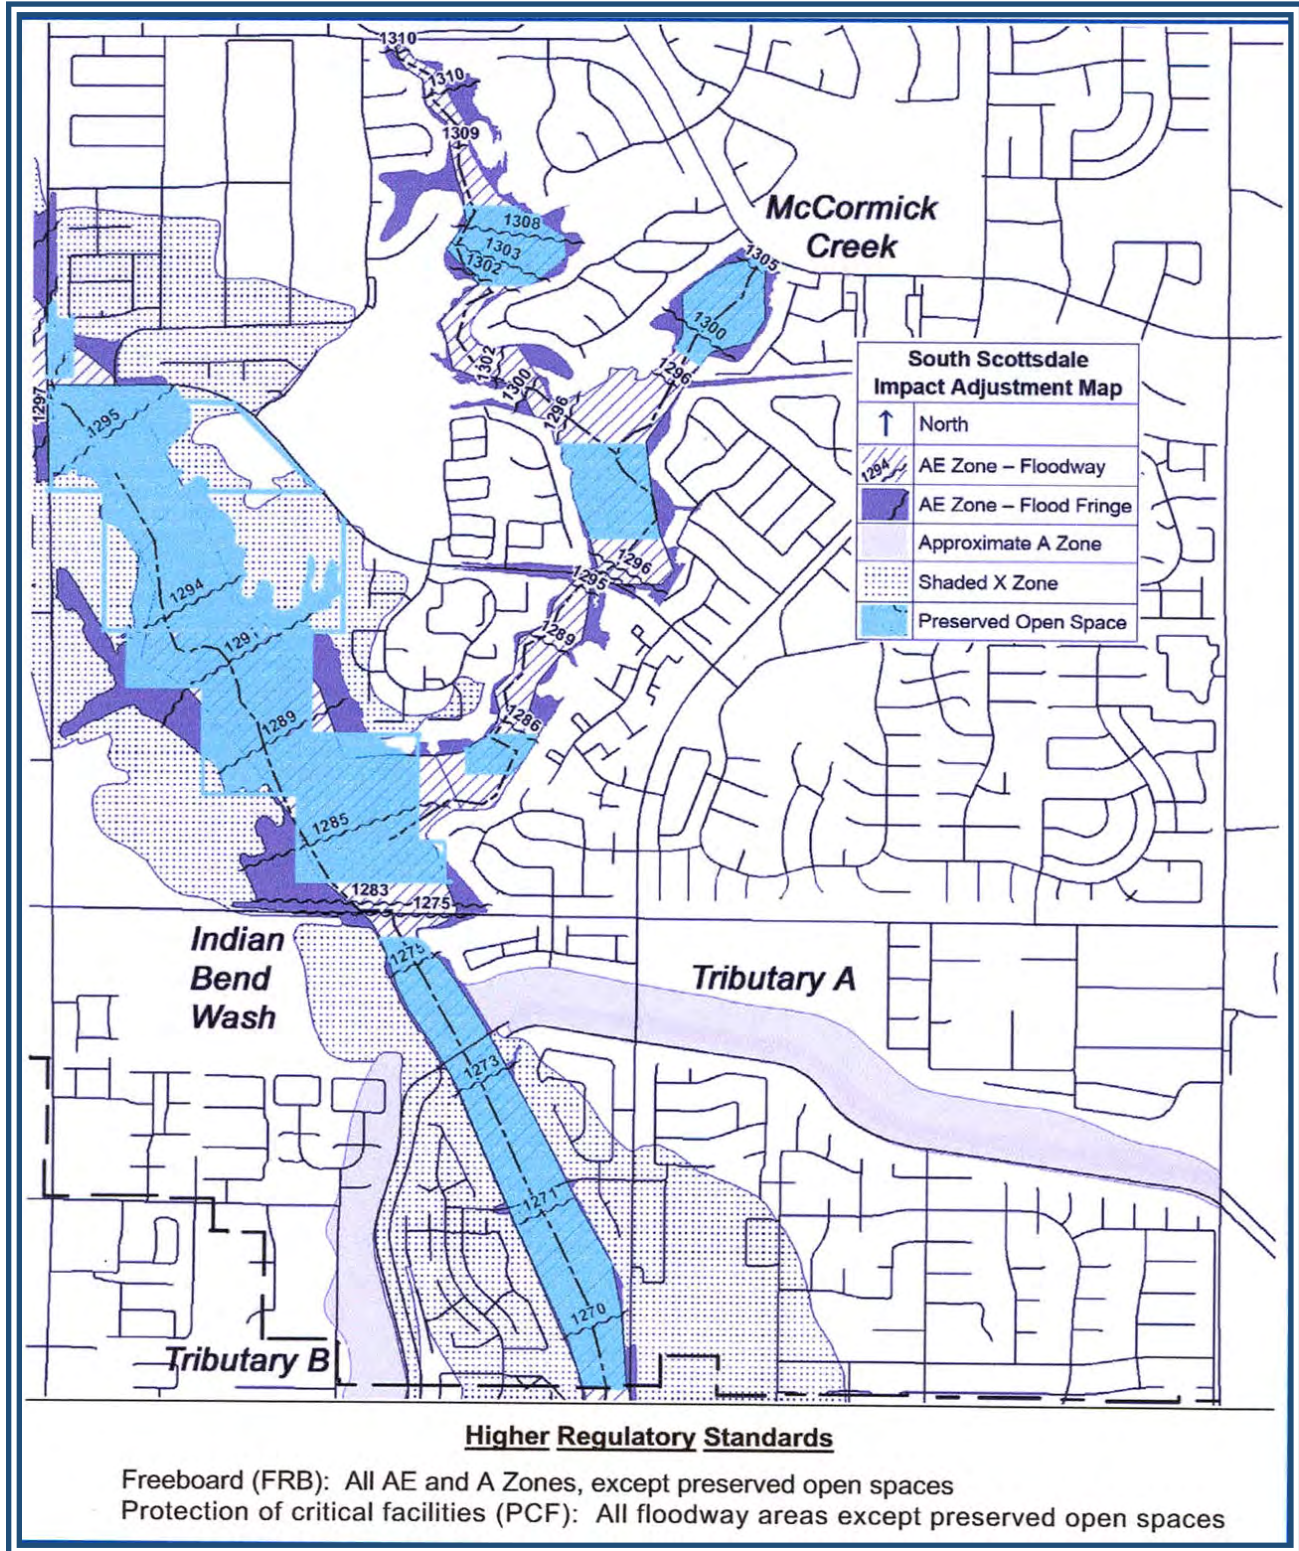 1310
1310
1309
McCormick
Creek
1308
1303
1302
1305
1300
South Scottsdale
Impact Adjustment Map
North
1294
AE Zone – Floodway
AE Zone – Flood Fringe
Approximate A Zone
Shaded X Zone
Preserved Open Space
1302
1300
1296
1296
1297
1295
1296
1295
1294
1289
129
1286
1289
1285
1283
1275
Indian
Bend
Wash
1275
Tributary A
1273
1271
1270
Tributary B
Higher Regulatory Standards
Freeboard (FRB): All AE and A Zones, except preserved open spaces
Protection of critical facilities (PCF): All floodway areas except preserved open spaces